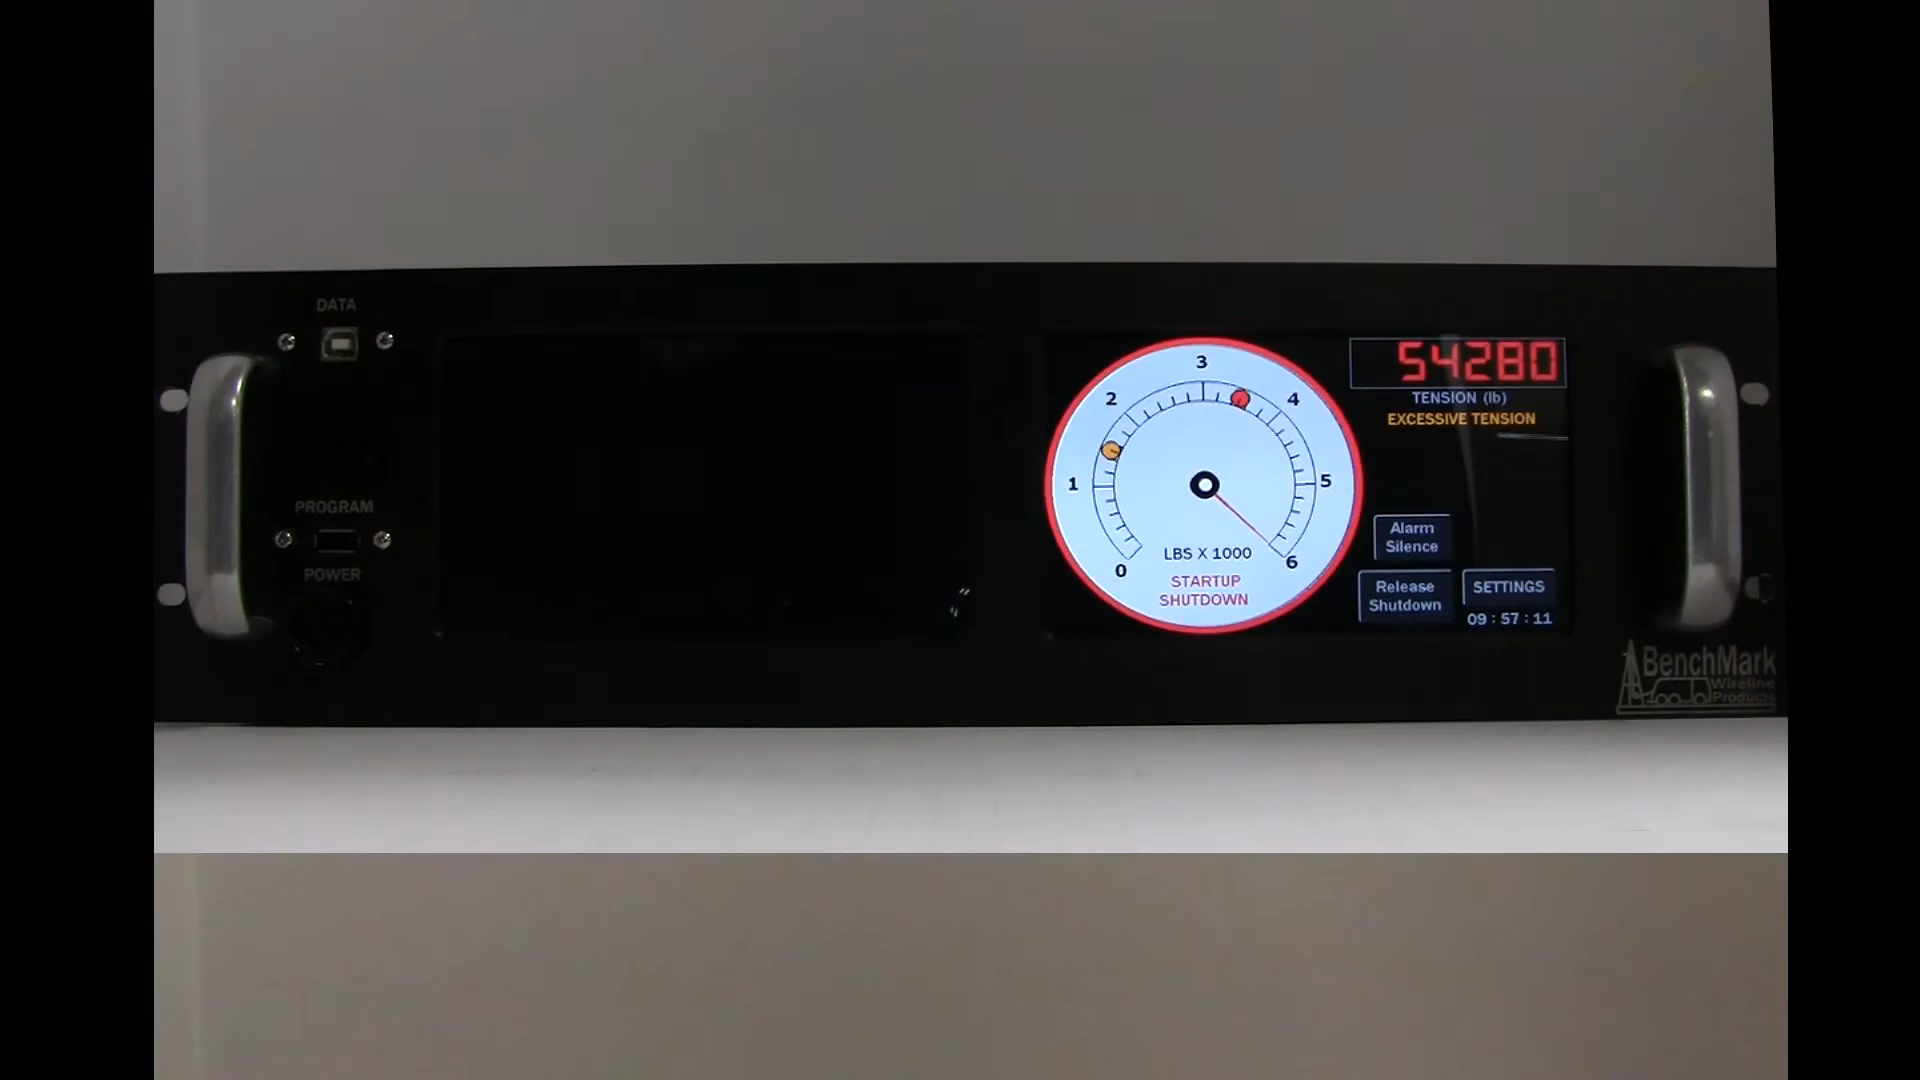 DATA
PROGRAM
POWER
3
2
4
1
5
0
6
LBS X 1000
STARTUP
SHUTDOWN
54280
TENSION (lb)
EXCESSIVE TENSION
Alarm
Silence
Release
Shutdown
SETTINGS
09:57:11
BenchMark
Wireline
Products